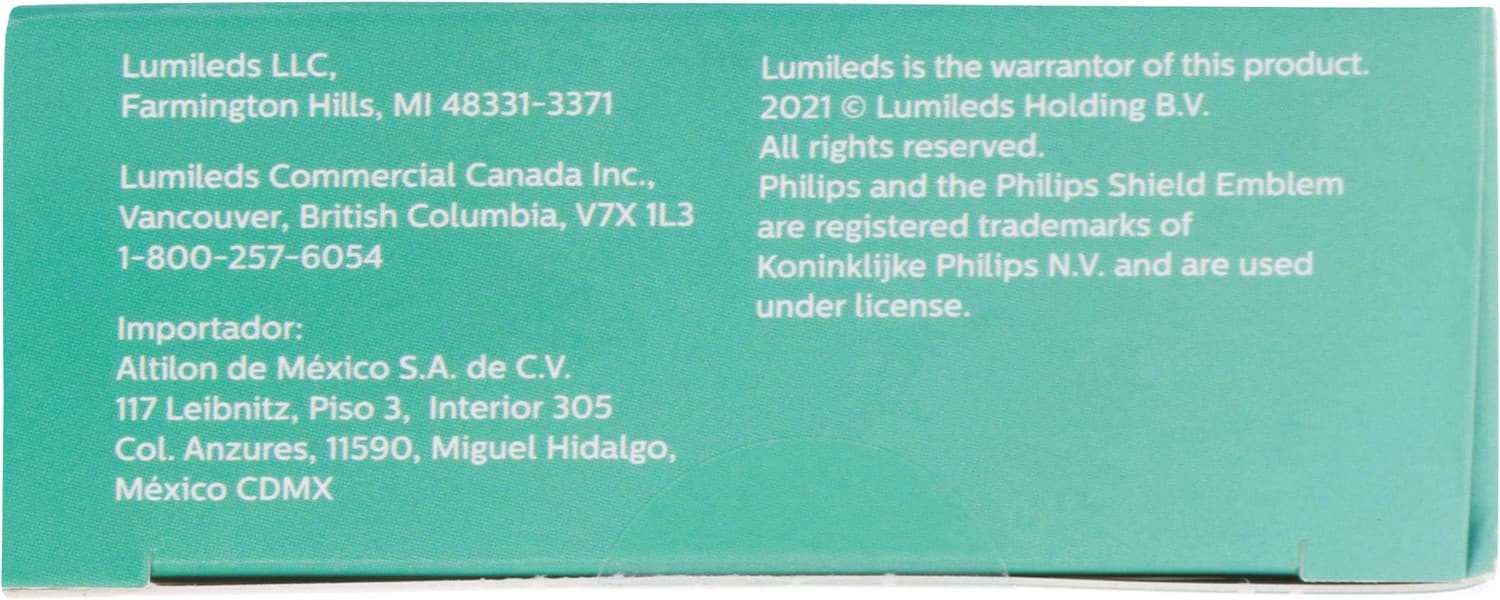 Lumileds LLC,
Farmington Hills, MI 48331-3371
Lumileds Commercial Canada Inc.,
Vancouver, British Columbia, V7X 1L3
1-800-257-6054
Importador:
Altilon de México S.A. de C.V.
117 Leibnitz, Piso 3, Interior 305
Col. Anzures, 11590, Miguel Hidalgo,
México CDMX
Lumileds is the warrantor of this product.
2021 © Lumileds Holding B.V.
All rights reserved.
Philips and the Philips Shield Emblem
are registered trademarks of
Koninklijke Philips N.V. and are used
under license.